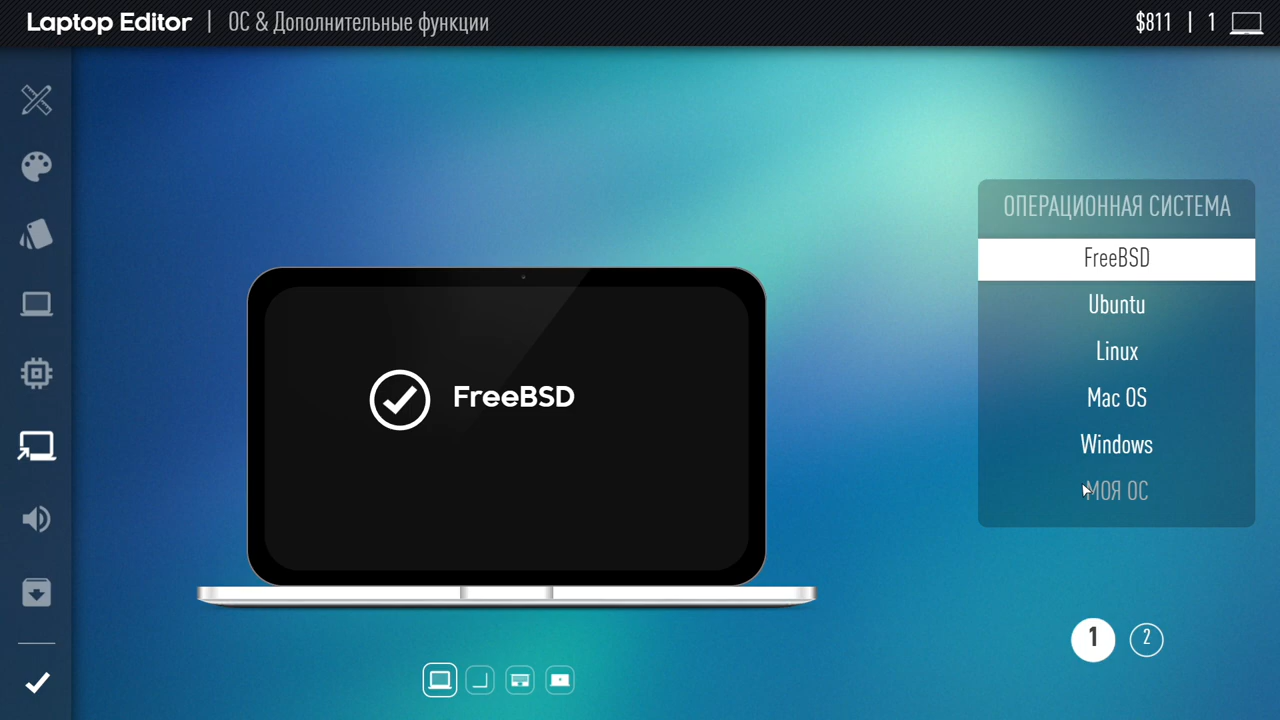 Laptop Editor | ОС & Дополнительные функции
$811 | 1
ОПЕРАЦИОННАЯ СИСТЕМА
FreeBSD
Ubuntu
Linux
Mac OS
Windows
МОЯ ОС
FreeBSD
1 2